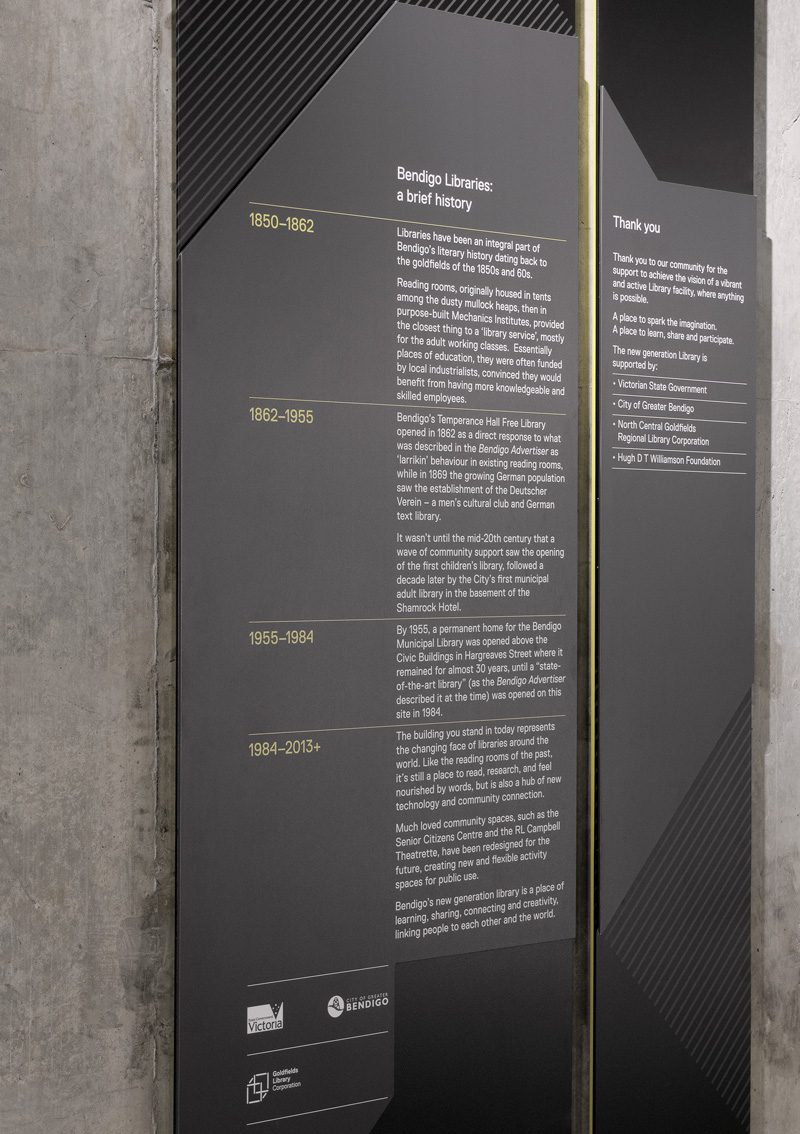 Bendigo Libraries:
a brief history
1850–1862
Libraries have been an integral part of
Bendigo's literary history dating back to
the goldfields of the 1850s and 60s.
Reading rooms, originally housed in tents
among the dusty mullock heaps, then in
purpose-built Mechanics Institutes, provided
the closest thing to a 'library service', mostly
for the adult working classes. Essentially
places of education, they were often funded
by local industrialists, convinced they would
benefit from having more knowledgeable and
skilled employees.
1862–1955
Bendigo's Temperance Hall Free Library
opened in 1862 as a direct response to what
was described in the Bendigo Advertiser as
'larrikin' behaviour in existing reading rooms,
while in 1869 the growing German population
saw the establishment of the Deutscher
Verein – a men's cultural club and German
text library.
It wasn't until the mid-20th century that a
wave of community support saw the opening
of the first children's library, followed a
decade later by the City's first municipal
adult library in the basement of the
Shamrock Hotel.
1955–1984
By 1955, a permanent home for the Bendigo
Municipal Library was opened above the
Civic Buildings in Hargreaves Street where it
remained for almost 30 years, until a "state-
of-the-art library" (as the Bendigo Advertiser
described it at the time) was opened on this
site in 1984.
1984–2013+
The building you stand in today represents
the changing face of libraries around the
world. Like the reading rooms of the past,
it's still a place to read, research, and feel
nourished by words, but is also a hub of new
technology and community connection.
Much loved community spaces, such as the
Senior Citizens Centre and the RL Campbell
Theatrette, have been redesigned for the
future, creating new and flexible activity
spaces for public use.
Bendigo's new generation library is a place of
learning, sharing, connecting and creativity,
linking people to each other and the world.
State Government
Victoria
CITY OF GREATER
BENDIGO
Goldfields
Library
Corporation
Thank you
Thank you to our community for the
support to achieve the vision of a vibrant
and active Library facility, where anything
is possible.
A place to spark the imagination.
A place to learn, share and participate.
The new generation Library is
supported by:
• Victorian State Government
• City of Greater Bendigo
• North Central Goldfields
Regional Library Corporation
• Hugh D T Williamson Foundation